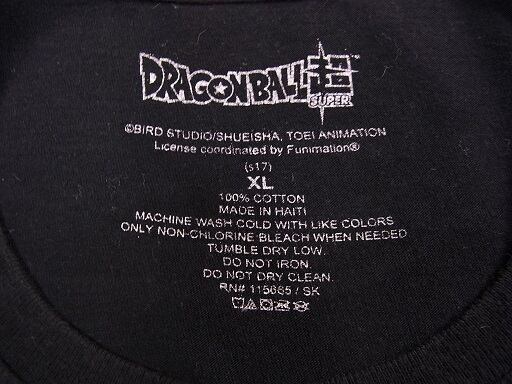 DRAGONBALL超
SUPER
©BIRD STUDIO/SHUEISHA, TOEI ANIMATION
License coordinated by Funimation®
(s17)
XL
100% COTTON
MADE IN HAITI
MACHINE WASH COLD WITH LIKE COLORS
ONLY NON-CHLORINE BLEACH WHEN NEEDED
TUMBLE DRY LOW.
DO NOT IRON.
DO NOT DRY CLEAN.
RN# 115665 / SK